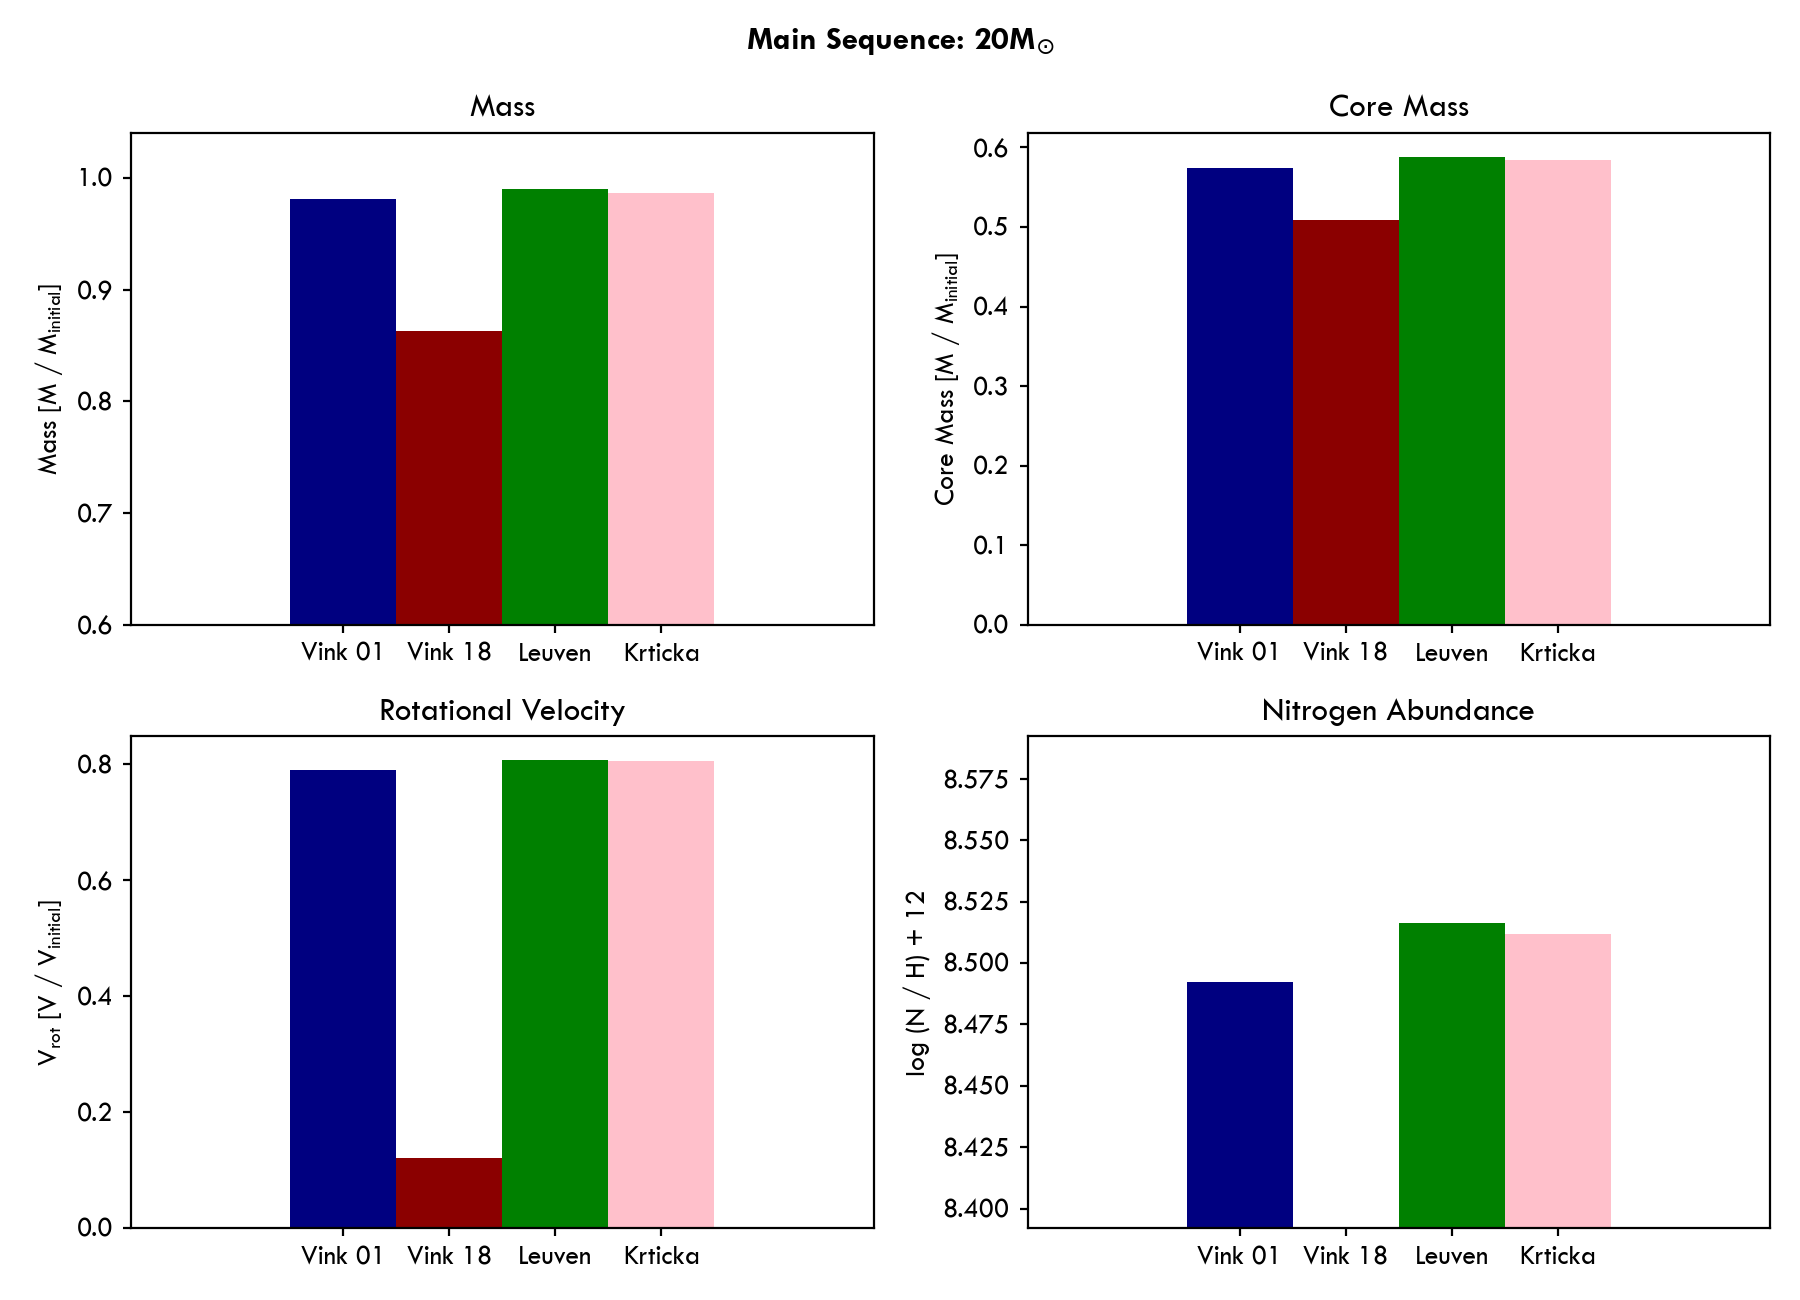 Main Sequence: 20M☉
Mass
Mass [M / Minitial]
1.0
0.9
0.8
0.7
0.6
Vink 01 Vink 18 Leuven Krticka
Core Mass
Core Mass [M / Minitial]
0.6
0.5
0.4
0.3
0.2
0.1
0.0
Vink 01 Vink 18 Leuven Krticka
Rotational Velocity
Vrot [V / Vinitial]
0.8
0.6
0.4
0.2
0.0
Vink 01 Vink 18 Leuven Krticka
Nitrogen Abundance
log (N / H) + 12
8.575
8.550
8.525
8.500
8.475
8.450
8.425
8.400
Vink 01 Vink 18 Leuven Krticka